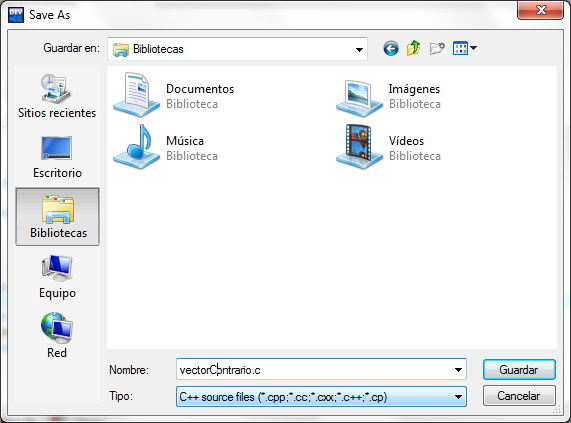 DEV
Save As
Guardar en: Bibliotecas
Sitios recientes
Escritorio
Bibliotecas
Equipo
Red
Documentos
Biblioteca
Imágenes
Biblioteca
Música
Biblioteca
Vídeos
Biblioteca
Nombre: vectorContrario.c
Guardar
Tipo: C++ source files (*.cpp;*.cc;*.cxx;*.c++;*.cp)
Cancelar